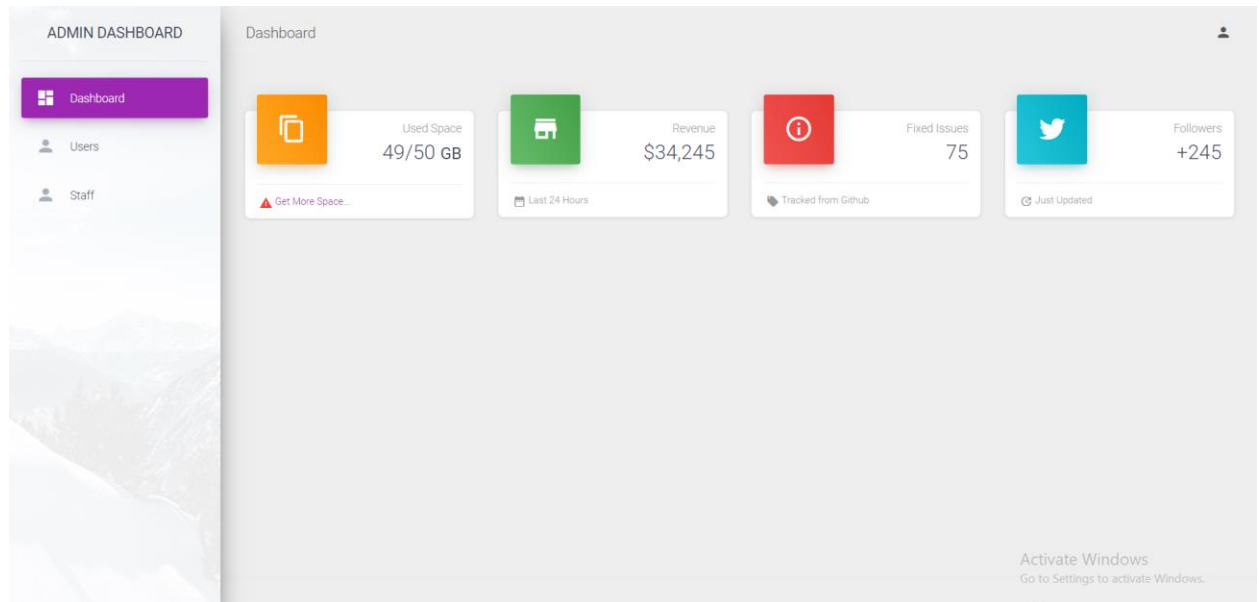 ADMIN DASHBOARD
Dashboard
Users
Staff
Dashboard
Used Space
49/50 GB
Get More Space...
Revenue
$34,245
Last 24 Hours
Fixed Issues
75
Tracked from Github
Followers
+245
Just Updated
Activate Windows
Go to Settings to activate Windows.